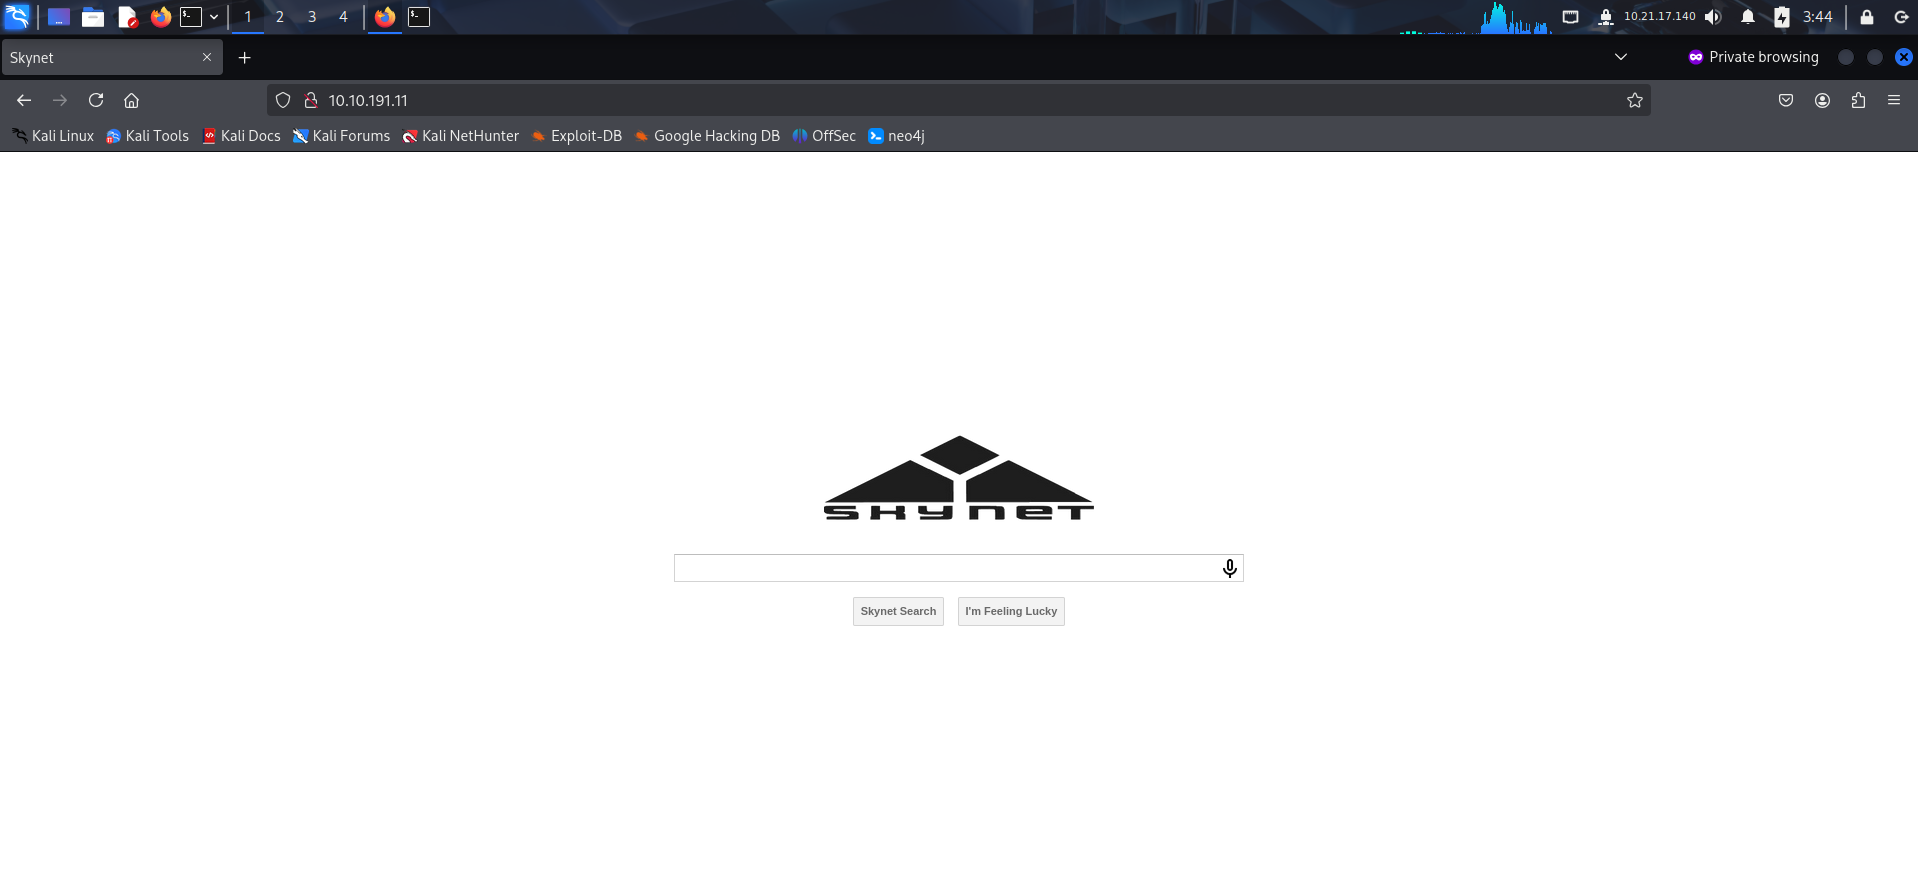 1 2 3 4 10.21.17.140 3:44
Skynet Private browsing
10.10.191.11
Kali Linux Kali Tools Kali Docs Kali Forums Kali NetHunter Exploit-DB Google Hacking DB OffSec neo4j
SKYNET
Skynet Search I'm Feeling Lucky